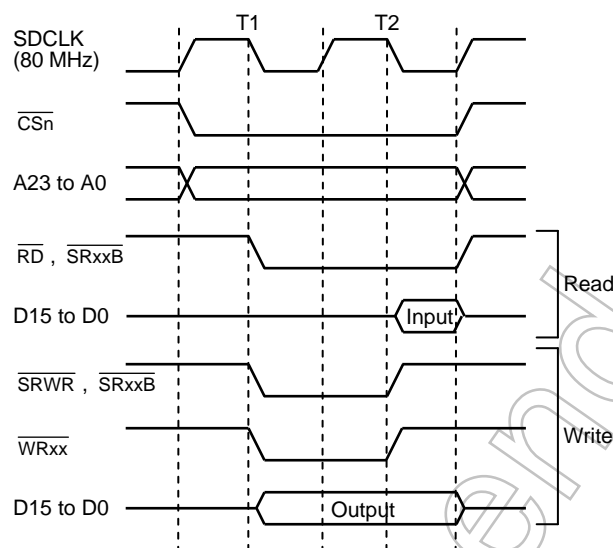 T1 T2
SDCLK
(80 MHz)
CSn
A23 to A0
RD , SRxxB
Read
D15 to D0 Input
SRWR , SRxxB
Write
WRxx
D15 to D0 Output